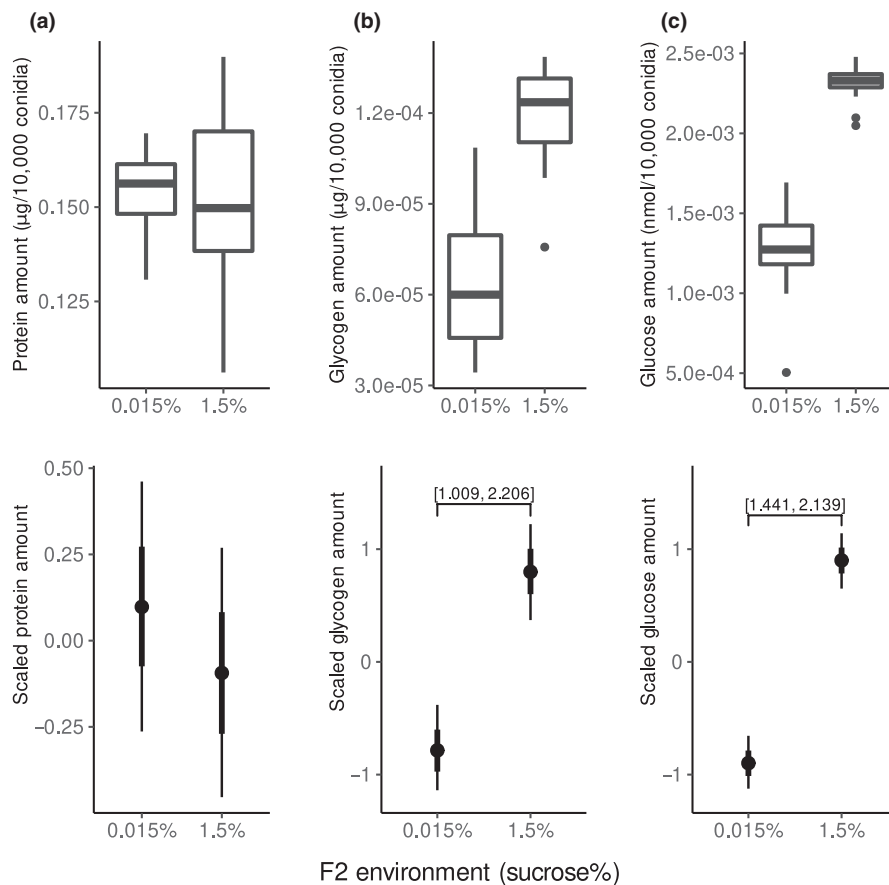 (a)
(b)
(c)
Protein amount (µg/10,000 conidia)
0.175
0.150
0.125
0.015% 1.5%
Glycogen amount (µg/10,000 conidia)
1.2e-04
9.0e-05
6.0e-05
3.0e-05
0.015% 1.5%
Glucose amount (nmol/10,000 conidia)
2.5e-03
2.0e-03
1.5e-03
1.0e-03
5.0e-04
0.015% 1.5%
Scaled protein amount
0.50
0.25
0.00
−0.25
0.015% 1.5%
Scaled glycogen amount
[1.009, 2.206]
1
0
−1
0.015% 1.5%
Scaled glucose amount
[1.441, 2.139]
1
0
−1
0.015% 1.5%
F2 environment (sucrose%)